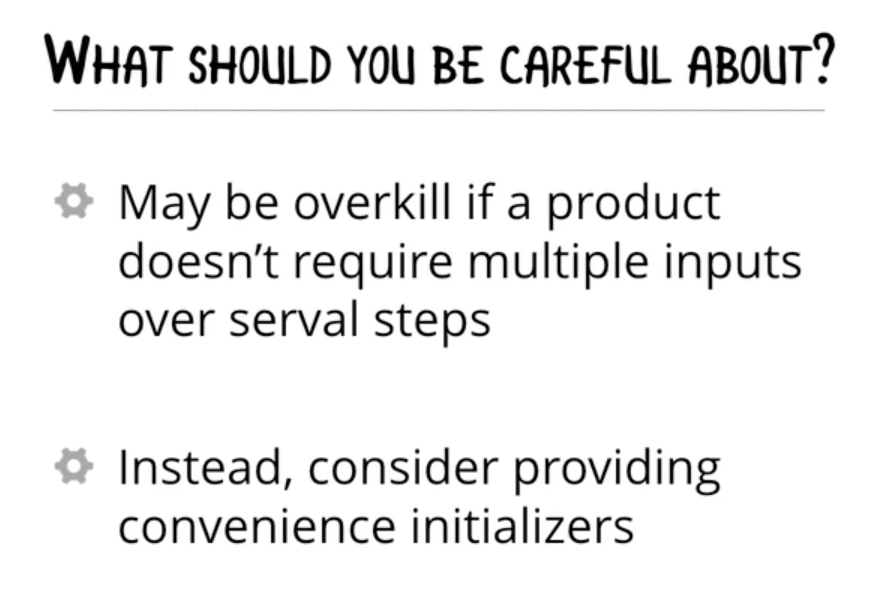 What should you be careful about?
May be overkill if a product
doesn’t require multiple inputs
over serval steps
Instead, consider providing
convenience initializers